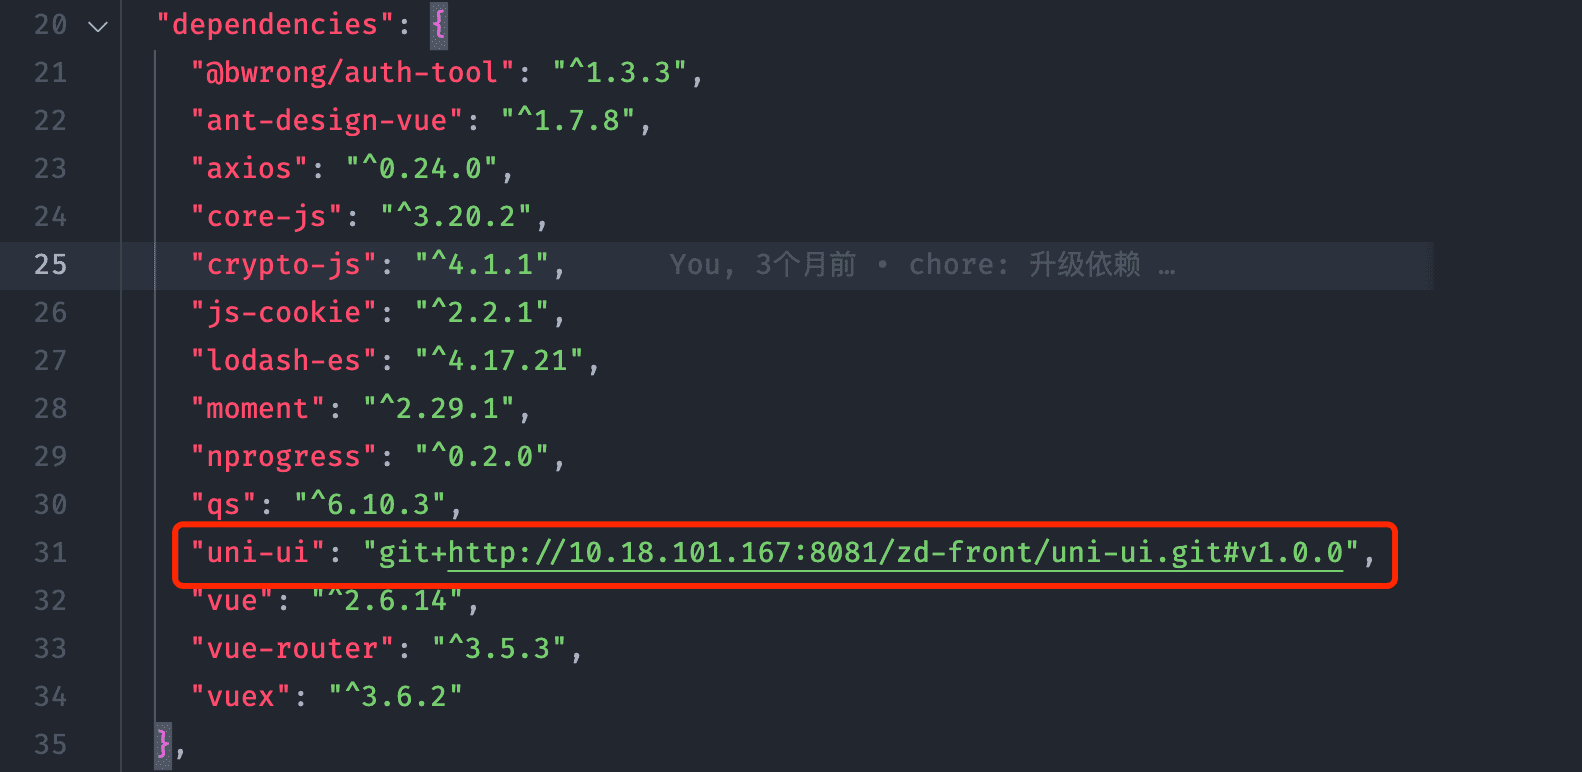 20 "dependencies": {
21 "@bwrong/auth-tool": "^1.3.3",
22 "ant-design-vue": "^1.7.8",
23 "axios": "^0.24.0",
24 "core-js": "^3.20.2",
25 "crypto-js": "^4.1.1", You, 3个月前 • chore: 升级依赖 …
26 "js-cookie": "^2.2.1",
27 "lodash-es": "^4.17.21",
28 "moment": "^2.29.1",
29 "nprogress": "^0.2.0",
30 "qs": "^6.10.3",
31 "uni-ui": "git+http://10.18.101.167:8081/zd-front/uni-ui.git#v1.0.0",
32 "vue": "^2.6.14",
33 "vue-router": "^3.5.3",
34 "vuex": "^3.6.2"
35 },